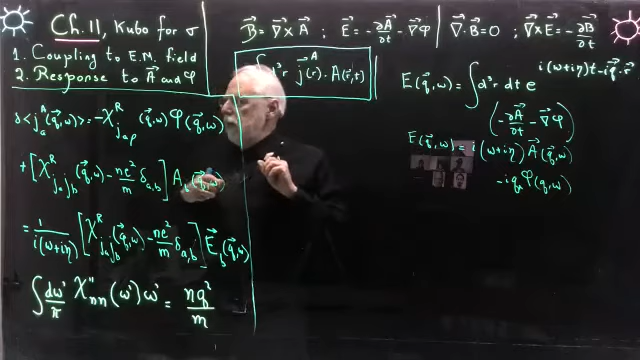 Ch. 11, Kubo for σ
1. Coupling to E.M. field
2. Response to A⃗ and φ
B⃗ = ∇⃗ × A⃗ E⃗ = -∂A⃗/∂t - ∇⃗φ
∇⃗·B⃗ = 0 ∇⃗×E⃗ = -∂B⃗/∂t
d³r j⃗^A(r⃗)·A(r⃗,t)
δ<j_a^A(q⃗,ω)> = -χ^R_{j_a ρ}(q⃗,ω) φ(q⃗,ω)
+ [χ^R_{j_a j_b}(q⃗,ω) - ne²/m δ_{a,b}] A_b(q⃗,ω)
= 1/i(ω+iη) [χ^R_{j_a j_b}(q⃗,ω) - ne²/m δ_{a,b}] E⃗_b(q⃗,ω)
∫ dω'/π χ''_{nn}(ω') ω' = nq²/m
E(q⃗,ω) = ∫ d³r dt e^{i(ω+iη)t - iq⃗·r⃗}
(-∂A⃗/∂t - ∇⃗φ)
E(q⃗,ω) = i(ω+iη) A⃗(q⃗,ω)
-iq φ(q,ω)